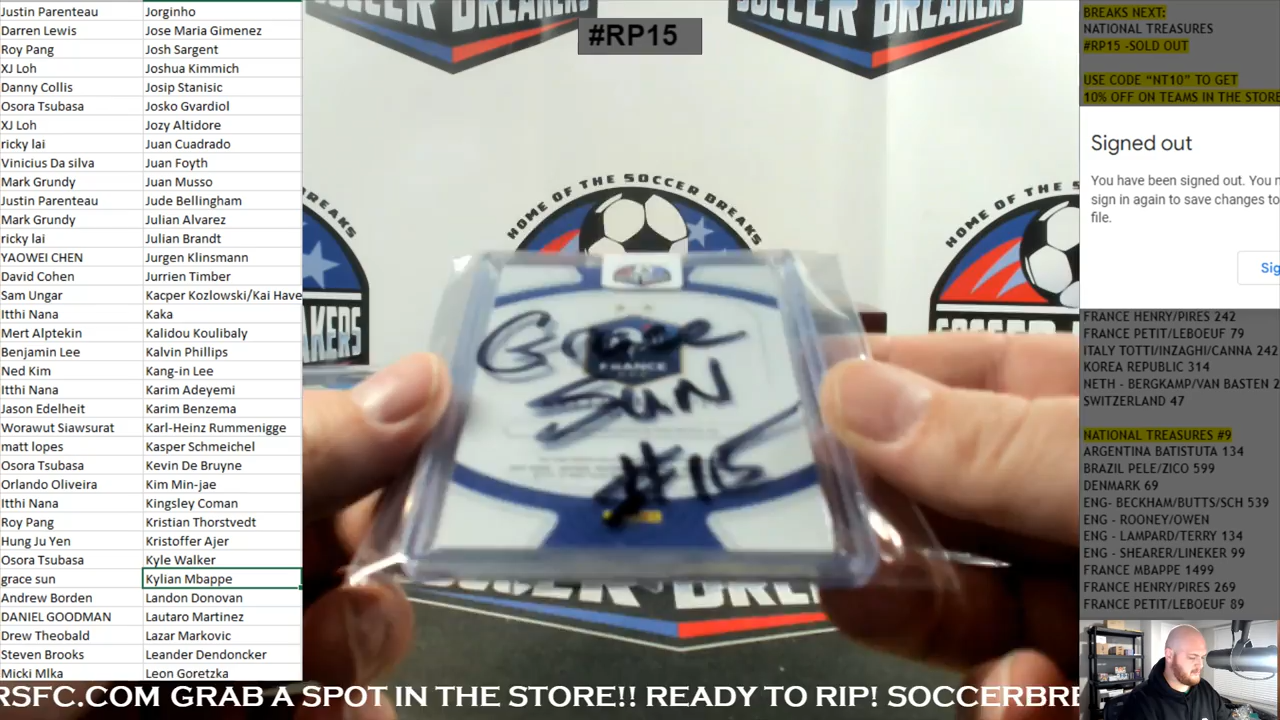 Justin Parenteau Jorginho
Darren Lewis Jose Maria Gimenez
Roy Pang Josh Sargent
XJ Loh Joshua Kimmich
Danny Collis Josip Stanisic
Osora Tsubasa Josko Gvardiol
XJ Loh Jozy Altidore
ricky lai Juan Cuadrado
Vinicius Da silva Juan Foyth
Mark Grundy Juan Musso
Justin Parenteau Jude Bellingham
Mark Grundy Julian Alvarez
ricky lai Julian Brandt
YAOWEI CHEN Jurgen Klinsmann
David Cohen Jurrien Timber
Sam Ungar Kacper Kozlowski/Kai Have
Itthi Nana Kaka
Mert Alptekin Kalidou Koulibaly
Benjamin Lee Kalvin Phillips
Ned Kim Kang-in Lee
Itthi Nana Karim Adeyemi
Jason Edelheit Karim Benzema
Worawut Siawsurat Karl-Heinz Rummenigge
matt lopes Kasper Schmeichel
Osora Tsubasa Kevin De Bruyne
Orlando Oliveira Kim Min-jae
Itthi Nana Kingsley Coman
Roy Pang Kristian Thorstvedt
Hung Ju Yen Kristoffer Ajer
Osora Tsubasa Kyle Walker
grace sun Kylian Mbappe
Andrew Borden Landon Donovan
DANIEL GOODMAN Lautaro Martinez
Drew Theobald Lazar Markovic
Steven Brooks Leander Dendoncker
Micki Mlka Leon Goretzka
SOCCER BREAKERS
SOCCER BREAKERS
#RP15
HOME OF THE SOCCER BREAKS
BREAKS
KERS
HOME OF THE
SOCCER
FRANCE
Grace
Sun
#115
BREAKS NEXT:
NATIONAL TREASURES
#RP15 -SOLD OUT
USE CODE “NT10” TO GET
10% OFF ON TEAMS IN THE STORE
Signed out
You have been signed out. You
sign in again to save changes to
file.
Sig
FRANCE HENRY/PIRES 242
FRANCE PETIT/LEBOEUF 79
ITALY TOTTI/INZAGHI/CANNA 242
KOREA REPUBLIC 314
NETH - BERGKAMP/VAN BASTEN 2
SWITZERLAND 47
NATIONAL TREASURES #9
ARGENTINA BATISTUTA 134
BRAZIL PELE/ZICO 599
DENMARK 69
ENG- BECKHAM/BUTTS/SCH 539
ENG - ROONEY/OWEN
ENG - LAMPARD/TERRY 134
ENG - SHEARER/LINEKER 99
FRANCE MBAPPE 1499
FRANCE HENRY/PIRES 269
FRANCE PETIT/LEBOEUF 89
RSFC.COM GRAB A SPOT IN THE STORE!! READY TO RIP! SOCCERBRE